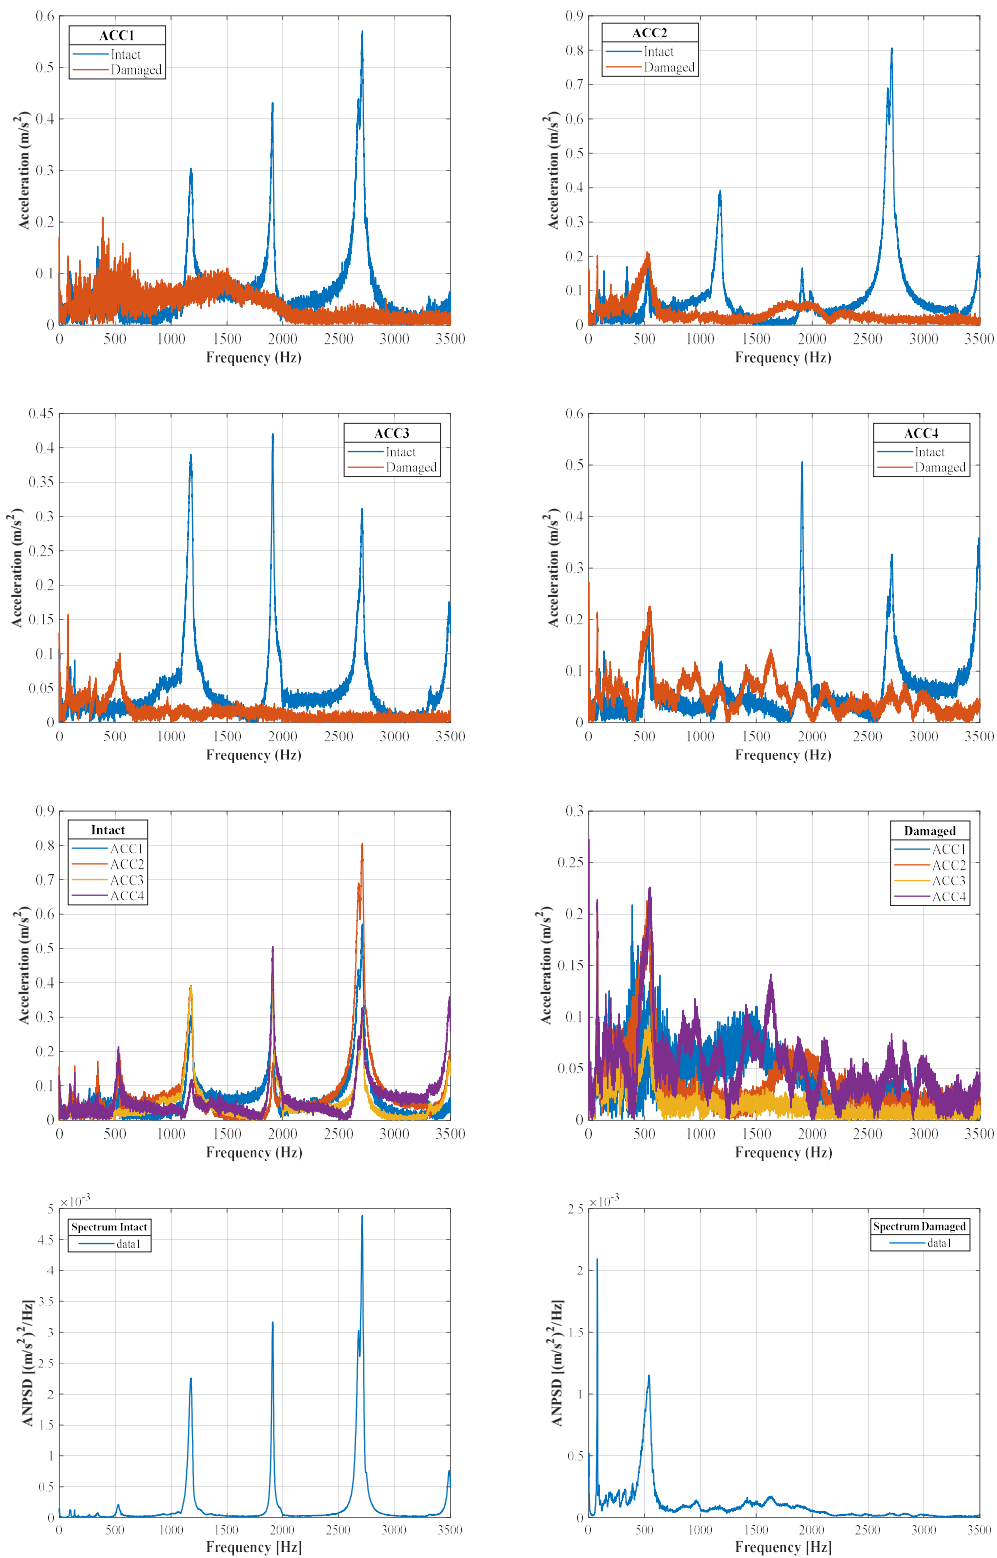 ACC1
Intact
Damaged
Acceleration (m/s²)
0.6
0.5
0.4
0.3
0.2
0.1
0
0 500 1000 1500 2000 2500 3000 3500
Frequency (Hz)
ACC2
Intact
Damaged
Acceleration (m/s²)
0.9
0.8
0.7
0.6
0.5
0.4
0.3
0.2
0.1
0
0 500 1000 1500 2000 2500 3000 3500
Frequency (Hz)
ACC3
Intact
Damaged
Acceleration (m/s²)
0.45
0.4
0.35
0.3
0.25
0.2
0.15
0.1
0.05
0
0 500 1000 1500 2000 2500 3000 3500
Frequency (Hz)
ACC4
Intact
Damaged
Acceleration (m/s²)
0.6
0.5
0.4
0.3
0.2
0.1
0
0 500 1000 1500 2000 2500 3000 3500
Frequency (Hz)
Intact
ACC1
ACC2
ACC3
ACC4
Acceleration (m/s²)
0.9
0.8
0.7
0.6
0.5
0.4
0.3
0.2
0.1
0
0 500 1000 1500 2000 2500 3000 3500
Frequency (Hz)
Damaged
ACC1
ACC2
ACC3
ACC4
Acceleration (m/s²)
0.3
0.25
0.2
0.15
0.1
0.05
0
0 500 1000 1500 2000 2500 3000 3500
Frequency (Hz)
×10⁻³
Spectrum Intact
data1
ANPSD [(m/s²)²/Hz]
5
4.5
4
3.5
3
2.5
2
1.5
1
0.5
0
0 500 1000 1500 2000 2500 3000 3500
Frequency [Hz]
×10⁻³
Spectrum Damaged
data1
ANPSD [(m/s²)²/Hz]
2.5
2
1.5
1
0.5
0
0 500 1000 1500 2000 2500 3000 3500
Frequency [Hz]